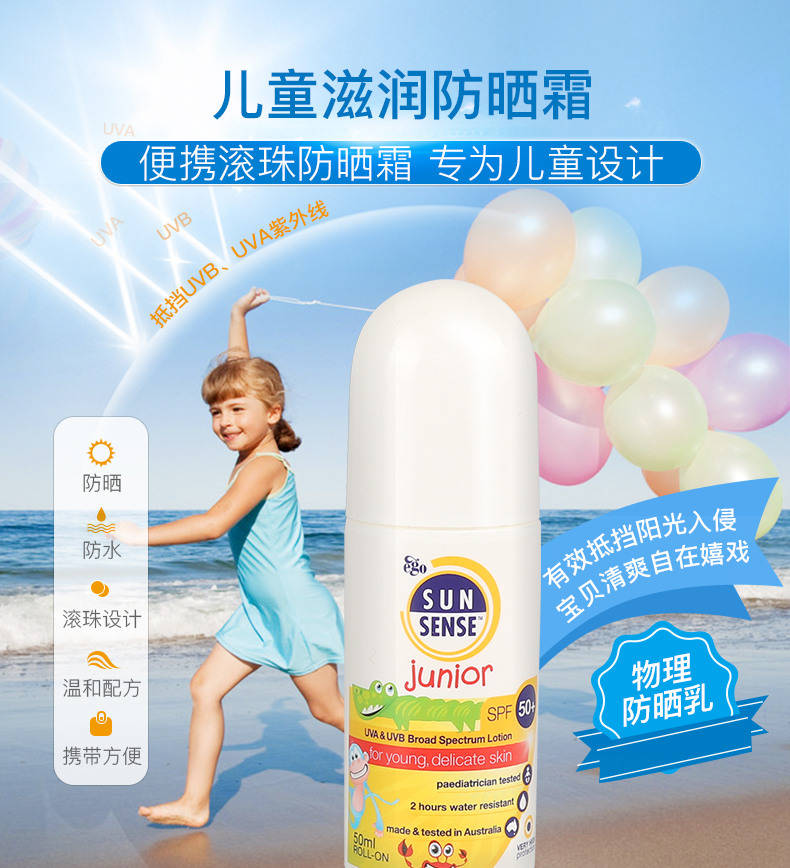 儿童滋润防晒霜
UVA
便携滚珠防晒霜 专为儿童设计
UVA
UVB
抵挡UVB、UVA紫外线
防晒
防水
滚珠设计
温和配方
携带方便
ego
SUN
SENSE™
junior
SPF 50+
UVA & UVB Broad Spectrum Lotion
for young, delicate skin
paediatrician tested
2 hours water resistant
made & tested in Australia
50ml
ROLL-ON
VERY HIGH
有效抵挡阳光入侵
宝贝清爽自在嬉戏
物理
防晒乳